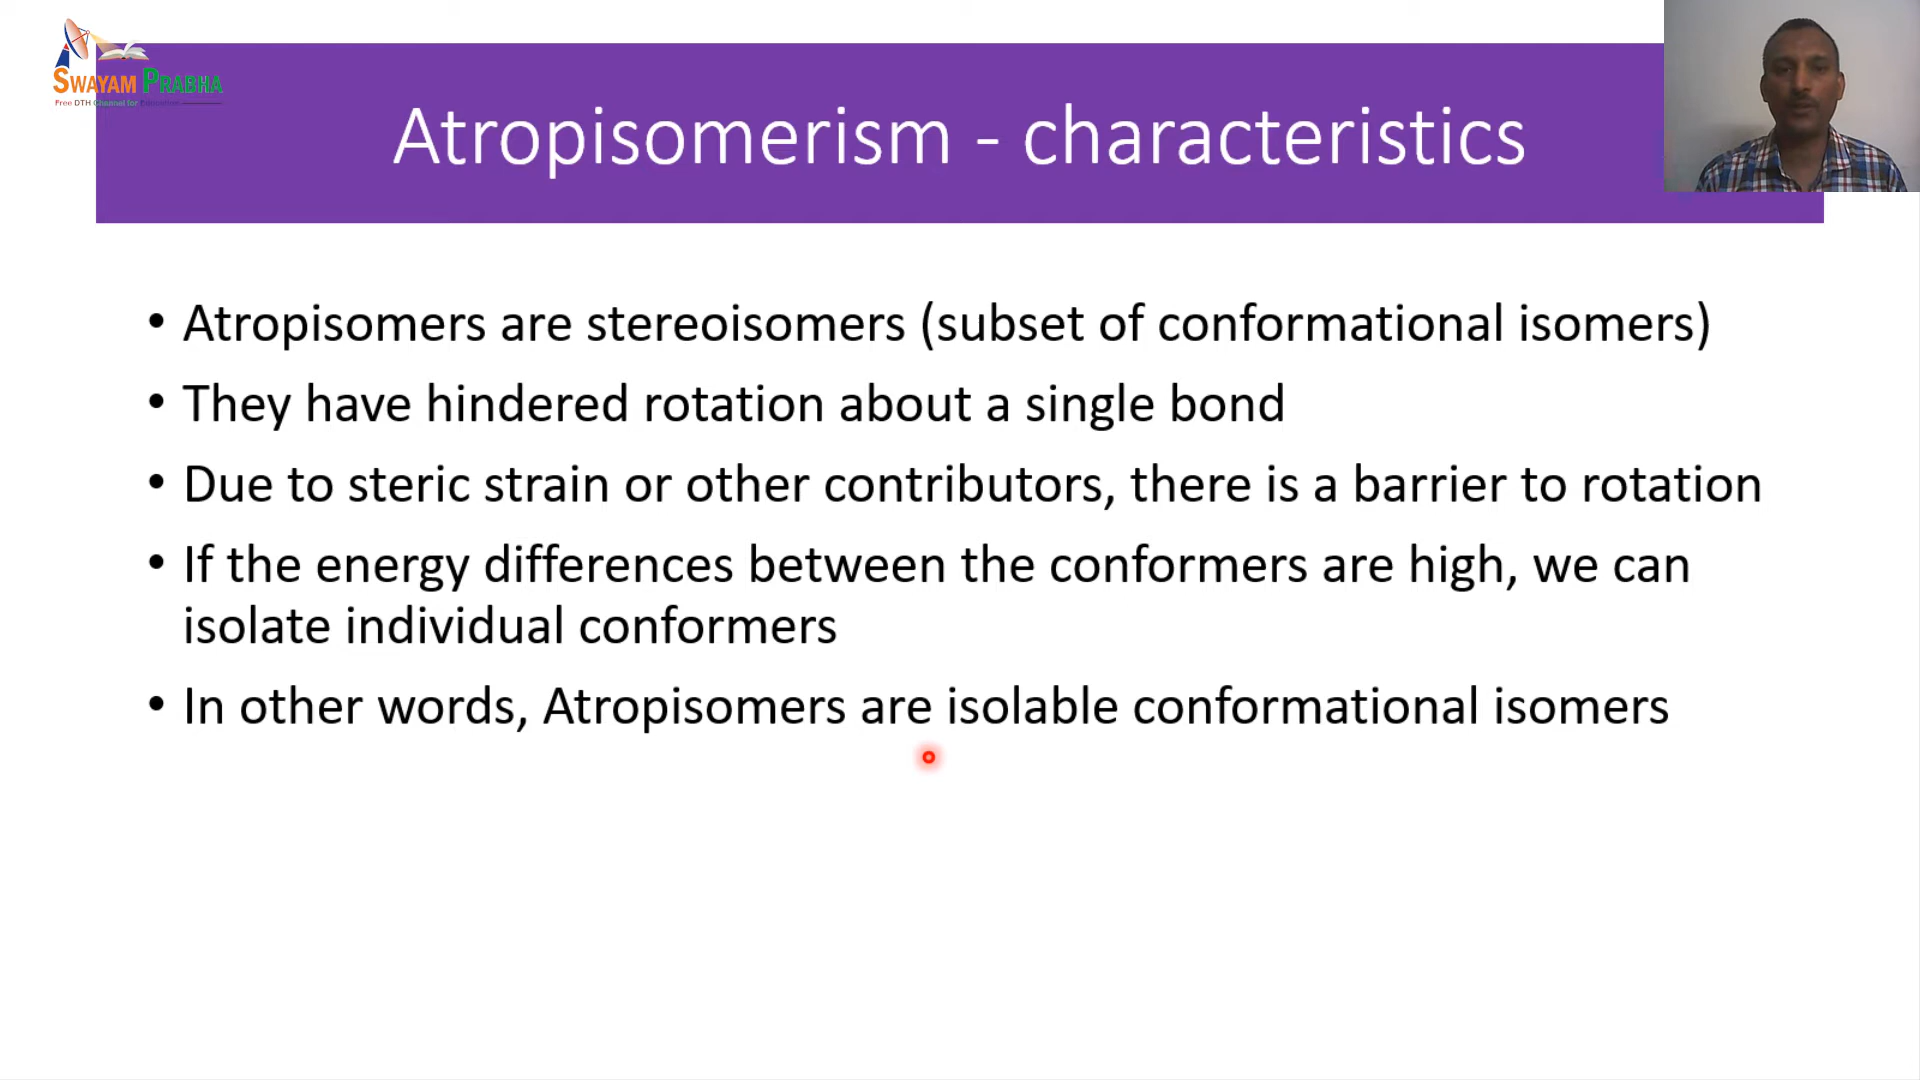 SWAYAM PRABHA
Free DTH Channel for Education
Atropisomerism - characteristics
• Atropisomers are stereoisomers (subset of conformational isomers)
• They have hindered rotation about a single bond
• Due to steric strain or other contributors, there is a barrier to rotation
• If the energy differences between the conformers are high, we can
isolate individual conformers
• In other words, Atropisomers are isolable conformational isomers